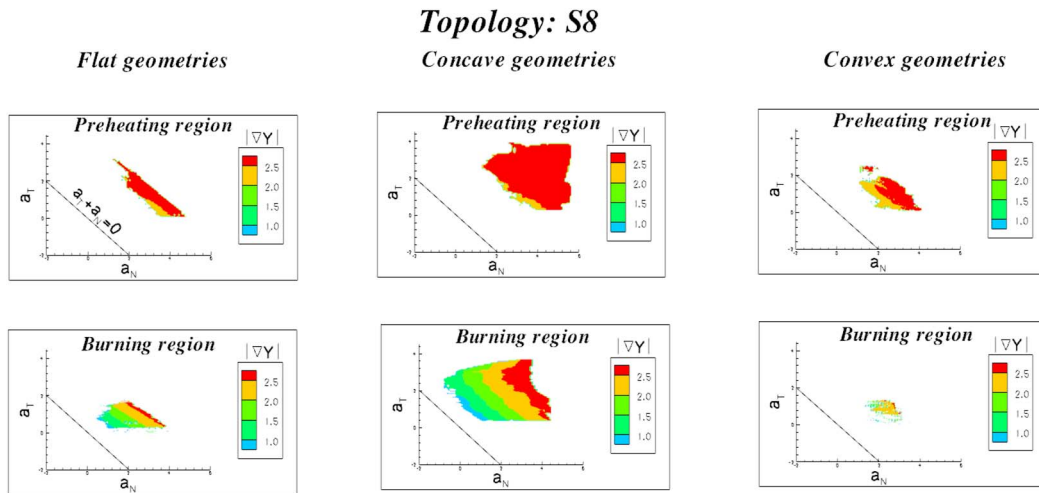 Topology: S8
Flat geometries
Concave geometries
Convex geometries
Preheating region
|∇Y|
2.5
2.0
1.5
1.0
a_T
a_T+a_N=0
a_N
Preheating region
|∇Y|
2.5
2.0
1.5
1.0
a_T
a_N
Preheating region
|∇Y|
2.5
2.0
1.5
1.0
a_T
a_N
Burning region
|∇Y|
2.5
2.0
1.5
1.0
a_T
a_N
Burning region
|∇Y|
2.5
2.0
1.5
1.0
a_T
a_N
Burning region
|∇Y|
2.5
2.0
1.5
1.0
a_T
a_N